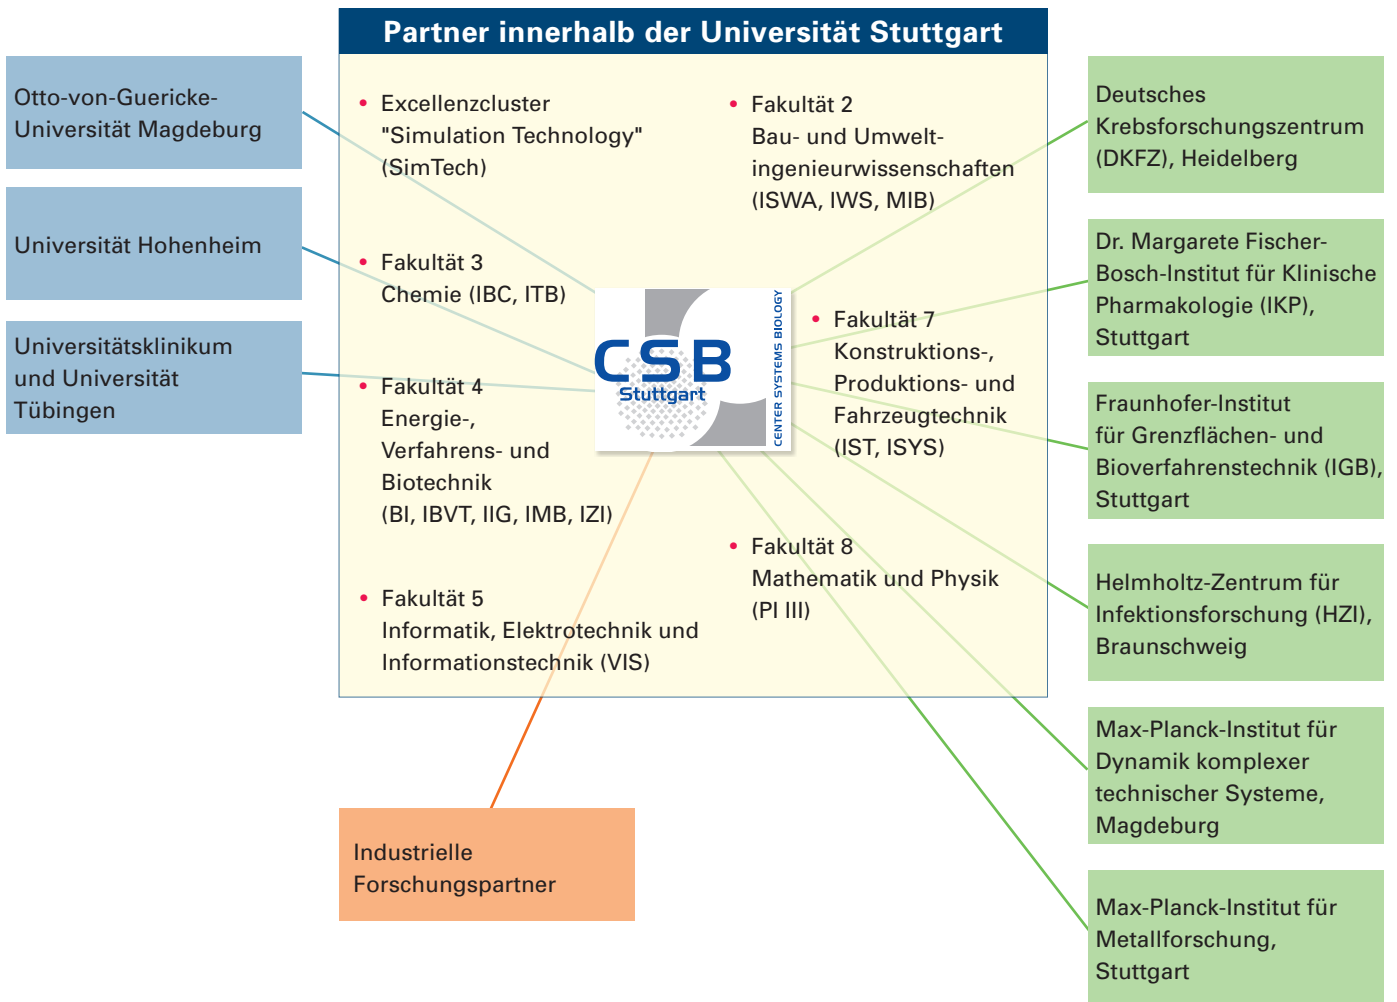 Partner innerhalb der Universität Stuttgart
Otto-von-Guericke-
Universität Magdeburg
Universität Hohenheim
Universitätsklinikum
und Universität
Tübingen
• Excellenzcluster
"Simulation Technology"
(SimTech)
• Fakultät 3
Chemie (IBC, ITB)
• Fakultät 4
Energie-,
Verfahrens- und
Biotechnik
(BI, IBVT, IIG, IMB, IZI)
• Fakultät 5
Informatik, Elektrotechnik und
Informationstechnik (VIS)
• Fakultät 2
Bau- und Umwelt-
ingenieurwissenschaften
(ISWA, IWS, MIB)
CSB
Stuttgart
CENTER SYSTEMS BIOLOGY
• Fakultät 7
Konstruktions-,
Produktions- und
Fahrzeugtechnik
(IST, ISYS)
• Fakultät 8
Mathematik und Physik
(PI III)
Deutsches
Krebsforschungszentrum
(DKFZ), Heidelberg
Dr. Margarete Fischer-
Bosch-Institut für Klinische
Pharmakologie (IKP),
Stuttgart
Fraunhofer-Institut
für Grenzflächen- und
Bioverfahrenstechnik (IGB),
Stuttgart
Helmholtz-Zentrum für
Infektionsforschung (HZI),
Braunschweig
Max-Planck-Institut für
Dynamik komplexer
technischer Systeme,
Magdeburg
Max-Planck-Institut für
Metallforschung,
Stuttgart
Industrielle
Forschungspartner